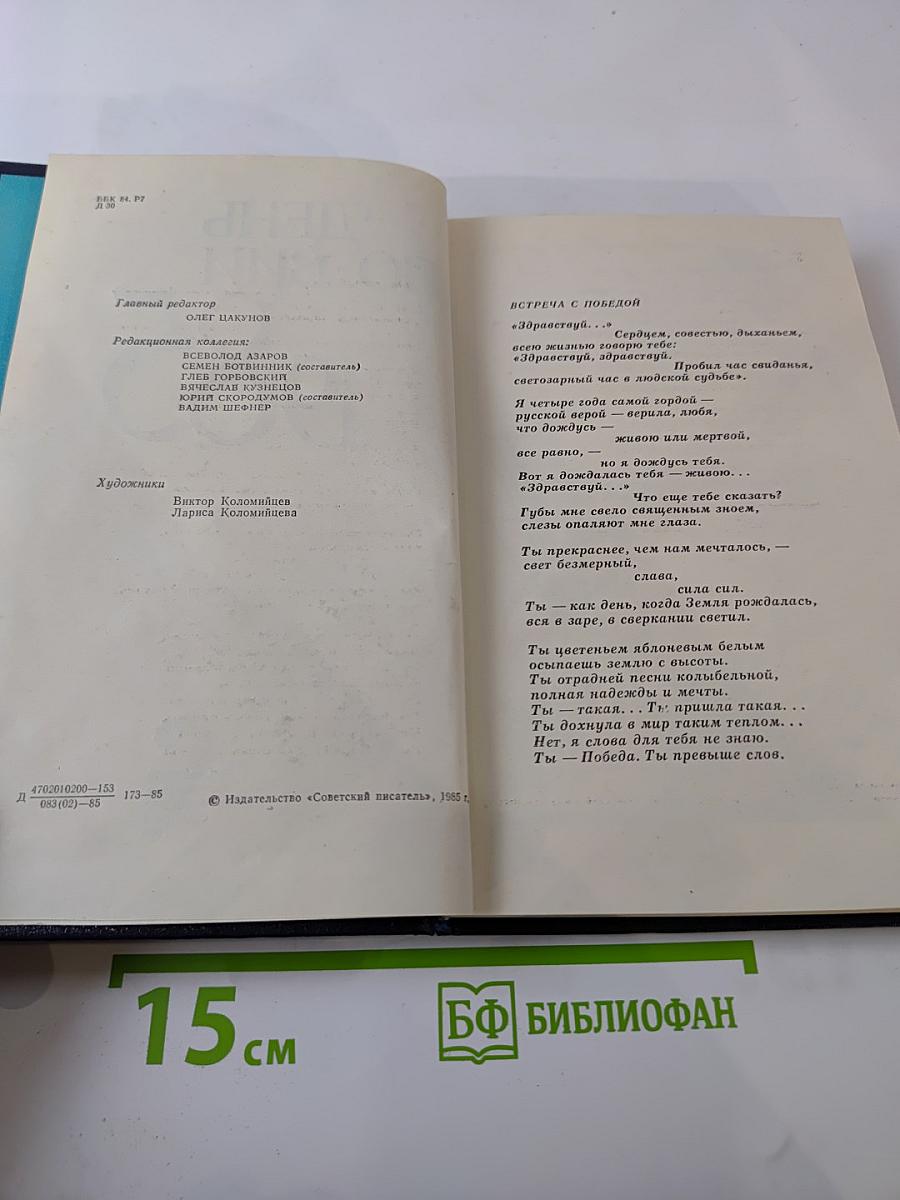 ББК 84. Р7
Д 30
Главный редактор
ОЛЕГ ЦАКУНОВ
Редакционная коллегия:
ВСЕВОЛОД АЗАРОВ
СЕМЕН БОТВИННИК (составитель)
ГЛЕБ ГОРБОВСКИЙ
ВЯЧЕСЛАВ КУЗНЕЦОВ
ЮРИЙ СКОРОДУМОВ (составитель)
ВАДИМ ШЕФНЕР
Художники
Виктор Коломийцев
Лариса Коломийцева
Д 4702010200—153
083(02)—85
173—85
© Издательство «Советский писатель», 1985 г.
ВСТРЕЧА С ПОБЕДОЙ
«Здравствуй...»
Сердцем, совестью, дыханьем,
всею жизнью говорю тебе:
«Здравствуй, здравствуй.
Пробил час свиданья,
светозарный час в людской судьбе».
Я четыре года самой гордой —
русской верой — верила, любя,
что дождусь —
живою или мертвой,
все равно, —
но я дождусь тебя.
Вот я дождалась тебя — живою...
«Здравствуй...»
Что еще тебе сказать?
Губы мне свело священным зноем,
слезы опаляют мне глаза.
Ты прекраснее, чем нам мечталось, —
свет безмерный,
слава,
сила сил.
Ты — как день, когда Земля рождалась,
вся в заре, в сверкании светил.
Ты цветеньем яблоневым белым
осыпаешь землю с высоты.
Ты отрадней песни колыбельной,
полная надежды и мечты.
Ты — такая... Ты пришла такая...
Ты дохнула в мир таким теплом...
Нет, я слова для тебя не знаю.
Ты — Победа. Ты превыше слов.
15 см
БФ БИБЛИОФАН